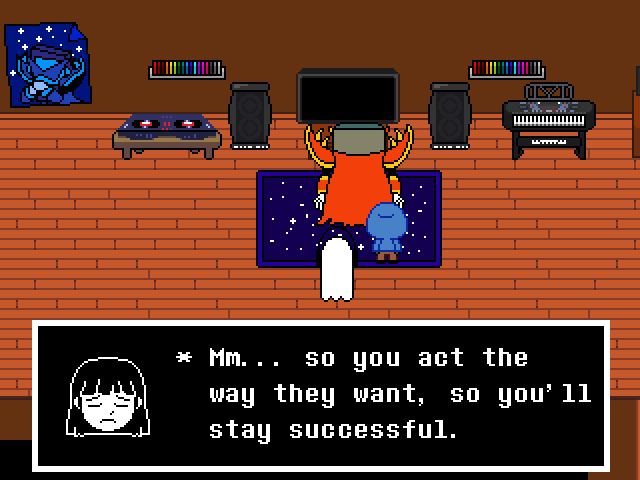 * Mm... so you act the
way they want, so you'll
stay successful.